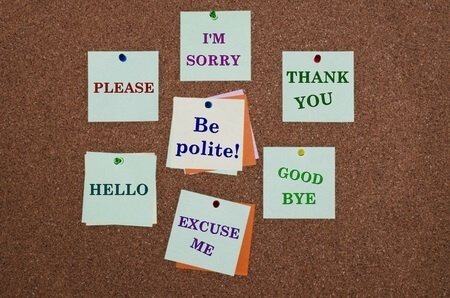 I'M
SORRY
PLEASE
THANK
YOU
Be
polite!
HELLO
GOOD
BYE
EXCUSE
ME